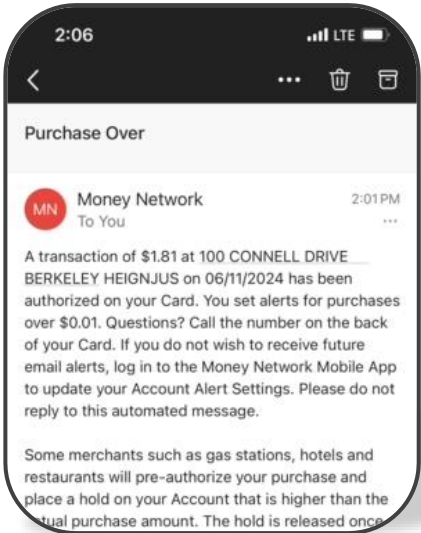 2:06 LTE
Purchase Over
MN Money Network 2:01 PM
To You
A transaction of $1.81 at 100 CONNELL DRIVE
BERKELEY HEIGNJUS on 06/11/2024 has been
authorized on your Card. You set alerts for purchases
over $0.01. Questions? Call the number on the back
of your Card. If you do not wish to receive future
email alerts, log in to the Money Network Mobile App
to update your Account Alert Settings. Please do not
reply to this automated message.
Some merchants such as gas stations, hotels and
restaurants will pre-authorize your purchase and
place a hold on your Account that is higher than the
purchase amount. The hold is released once